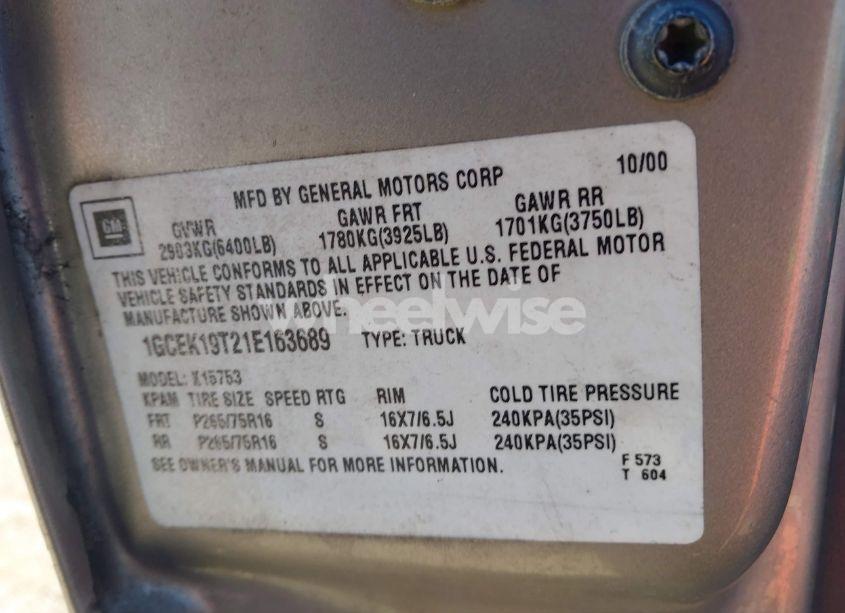 MFD BY GENERAL MOTORS CORP 10/00
GM
GVWR GAWR FRT GAWR RR
2903KG(6400LB) 1780KG(3925LB) 1701KG(3750LB)
THIS VEHICLE CONFORMS TO ALL APPLICABLE U.S. FEDERAL MOTOR
VEHICLE SAFETY STANDARDS IN EFFECT ON THE DATE OF
MANUFACTURE SHOWN ABOVE.
wheelwise
1GCEK19T21E163689 TYPE: TRUCK
MODEL: K15753
KPAM TIRE SIZE SPEED RTG RIM COLD TIRE PRESSURE
FRT P265/75R16 S 16X7/6.5J 240KPA(35PSI)
RR P265/75R16 S 16X7/6.5J 240KPA(35PSI)
SEE OWNER'S MANUAL FOR MORE INFORMATION.
F 573
T 604